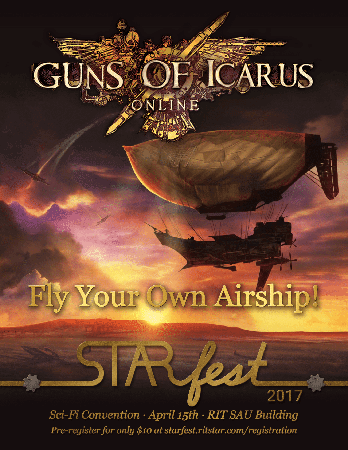 GUNS OF ICARUS
ONLINE
Fly Your Own Airship!
STARfest
2017
Sci-Fi Convention · April 15th · RIT SAU Building
Pre-register for only $10 at starfest.ritstar.com/registration